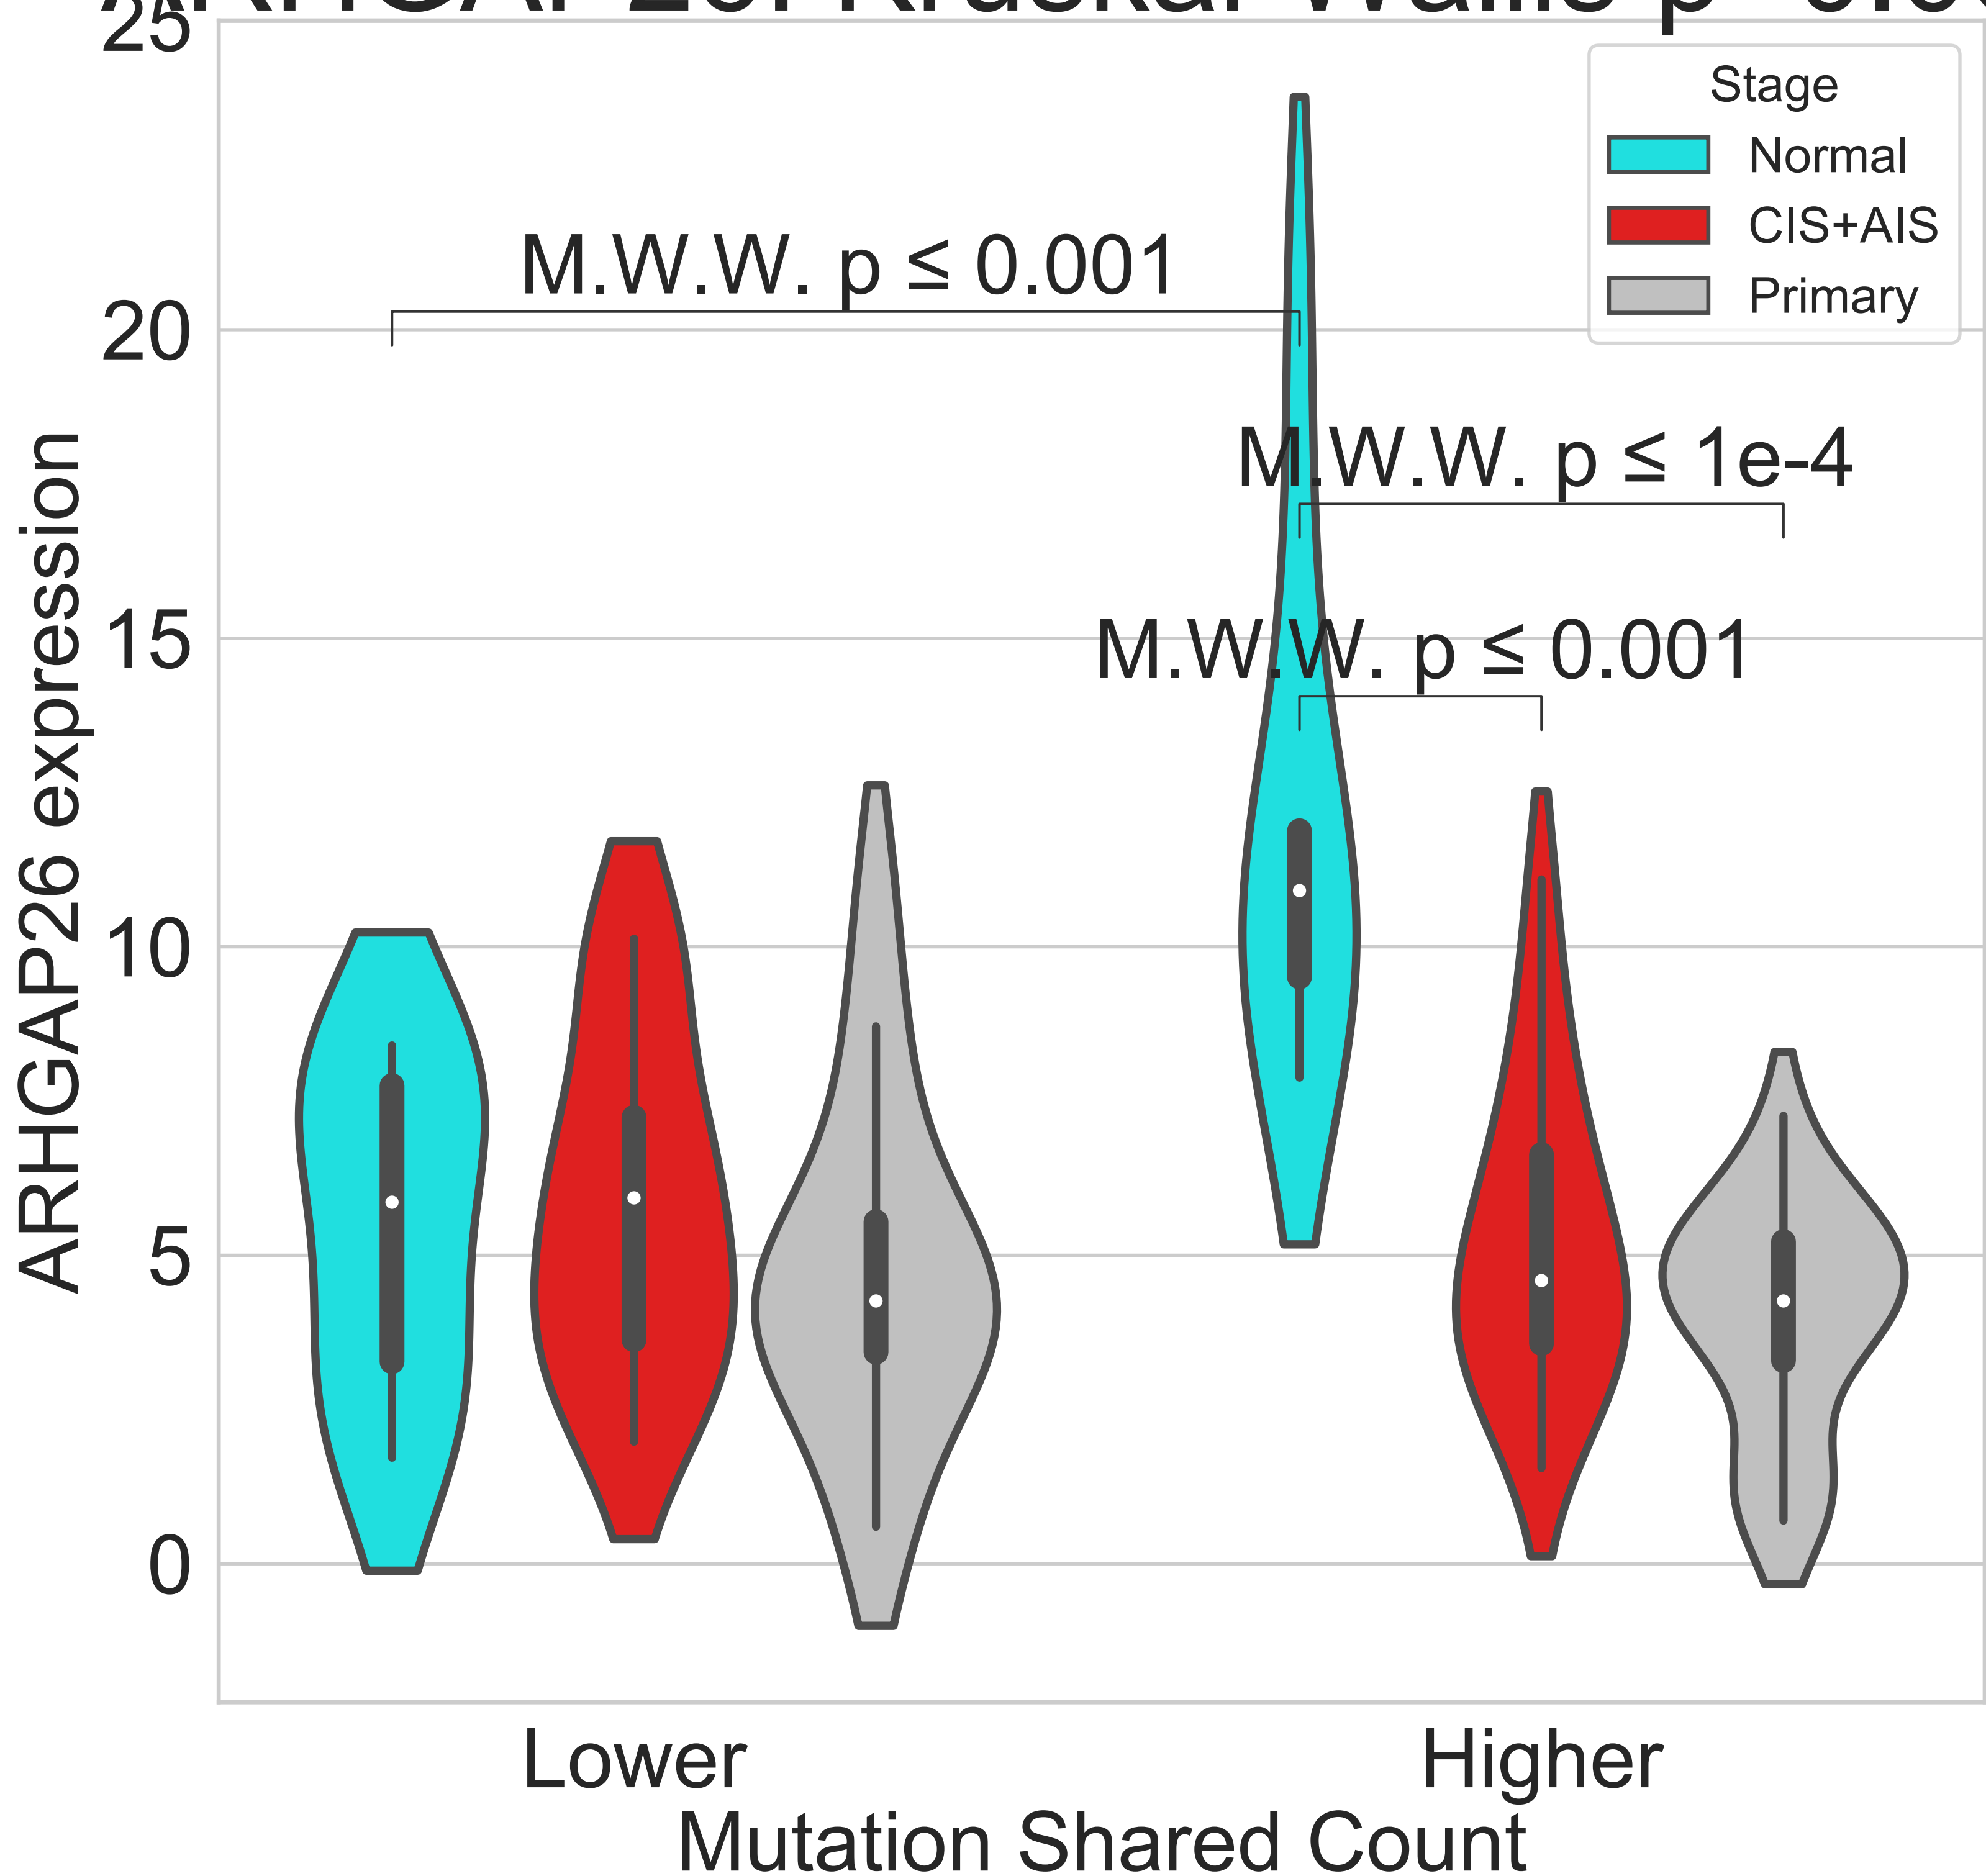 25
20
15
10
5
0
ARHGAP26 expression
Stage
Normal
CIS+AIS
Primary
M.W.W. p ≤ 0.001
M.W.W. p ≤ 1e-4
M.W.W. p ≤ 0.001
Lower
Higher
Mutation Shared Count